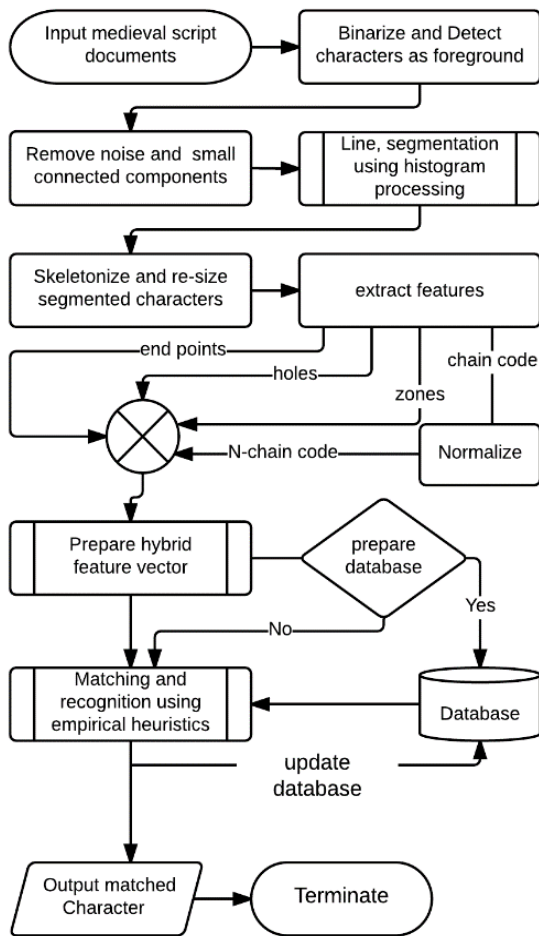 Input medieval script
documents
Binarize and Detect
characters as foreground
Remove noise and small
connected components
Line, segmentation
using histogram
processing
Skeletonize and re-size
segmented characters
extract features
end points
holes
zones
chain code
N-chain code
Normalize
Prepare hybrid
feature vector
prepare
database
Yes
No
Matching and
recognition using
empirical heuristics
Database
update
database
Output matched
Character
Terminate